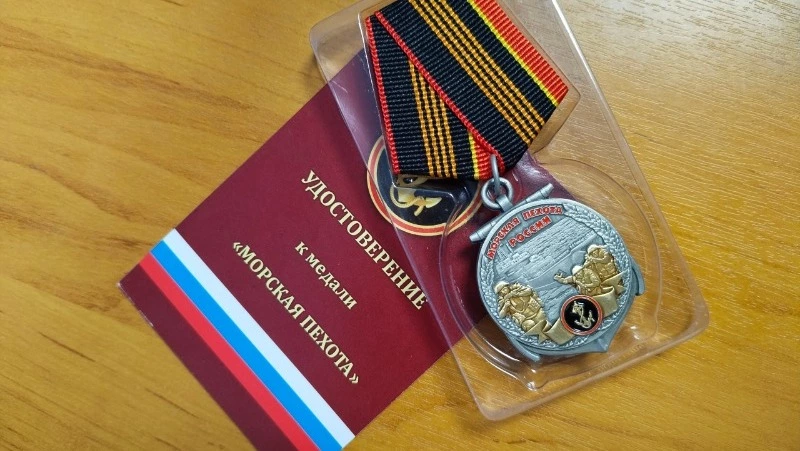 УДОСТОВЕРЕНИЕ
к медали
«МОРСКАЯ ПЕХОТА»
МОРСКАЯ ПЕХОТА
РОССИИ